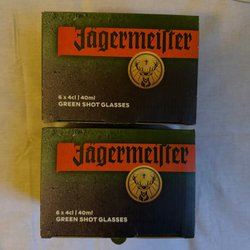 Jägermeiſter
6 x 4cl | 40ml
GREEN SHOT GLASSES
Jägermeiſter
6 x 4cl | 40ml
GREEN SHOT GLASSES